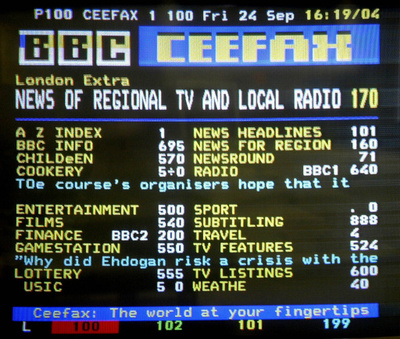 P100 CEEFAX 1 100 Fri 24 Sep 16:19/04
BBC CEEFAX
London Extra
NEWS OF REGIONAL TV AND LOCAL RADIO 170
A Z INDEX 1 NEWS HEADLINES 101
BBC INFO 695 NEWS FOR REGION 160
CHILDeEN 570 NEWSROUND 71
COOKERY 5+0 RADIO BBC1 640
TOe course's organisers hope that it
ENTERTAINMENT 500 SPORT . 0
FILMS 540 SUBTITLING 888
FINANCE BBC2 200 TRAVEL 4
GAMESTATION 550 TV FEATURES 524
"Why did Ehdogan risk a crisis with the
LOTTERY 555 TV LISTINGS 600
USIC 5 0 WEATHE 40
Ceefax: The world at your fingertips
L 100 102 101 199